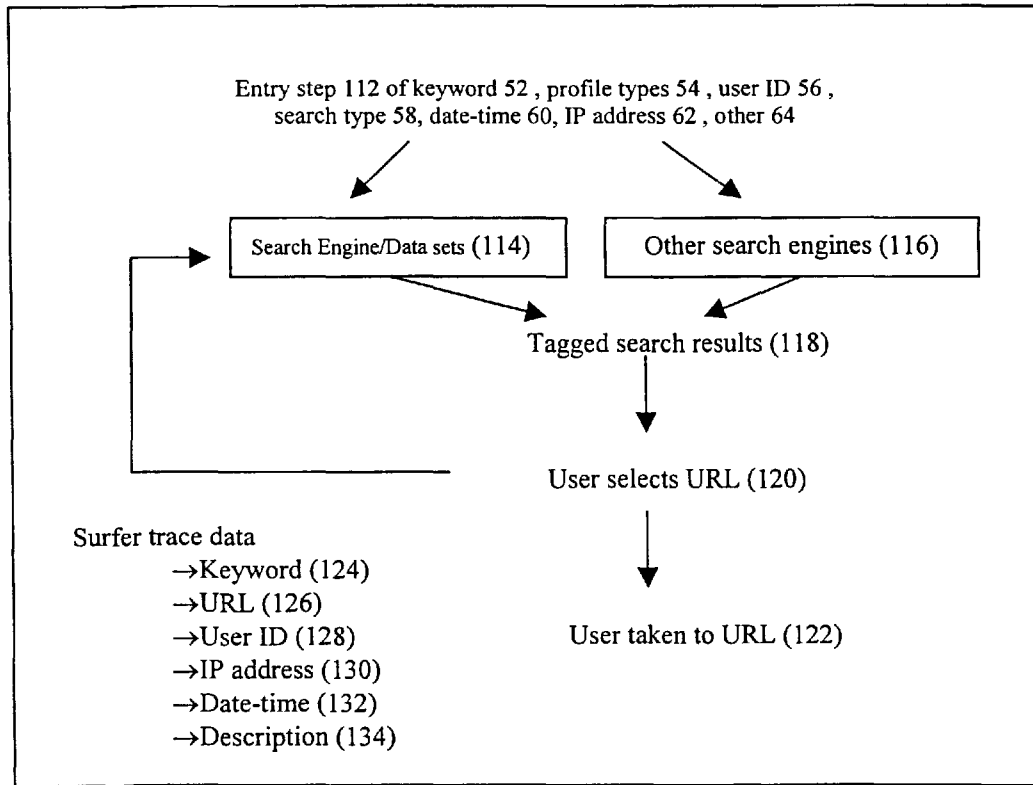 Entry step 112 of keyword 52 , profile types 54 , user ID 56 ,
search type 58, date-time 60, IP address 62 , other 64
Search Engine/Data sets (114)
Other search engines (116)
Tagged search results (118)
User selects URL (120)
Surfer trace data
→Keyword (124)
→URL (126)
→User ID (128)
→IP address (130)
→Date-time (132)
→Description (134)
User taken to URL (122)